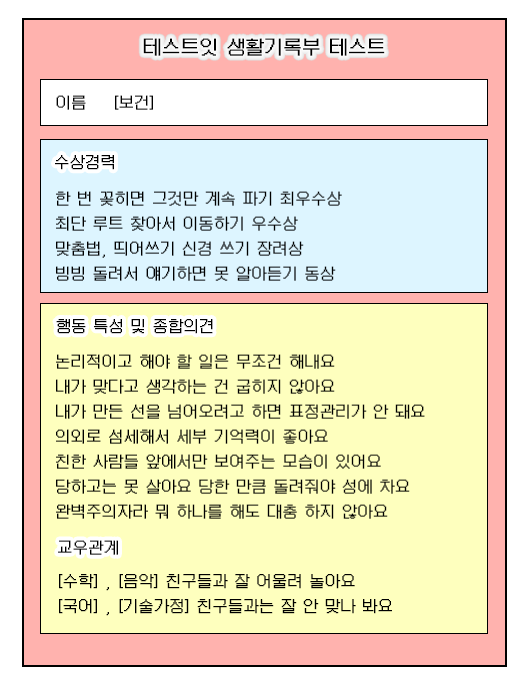 테스트잇 생활기록부 테스트
이름 [보건]
수상경력
한 번 꽂히면 그것만 계속 파기 최우수상
최단 루트 찾아서 이동하기 우수상
맞춤법, 띄어쓰기 신경 쓰기 장려상
빙빙 돌려서 얘기하면 못 알아듣기 동상
행동 특성 및 종합의견
논리적이고 해야 할 일은 무조건 해내요
내가 맞다고 생각하는 건 굽히지 않아요
내가 만든 선을 넘어오려고 하면 표정관리가 안 돼요
의외로 섬세해서 세부 기억력이 좋아요
친한 사람들 앞에서만 보여주는 모습이 있어요
당하고는 못 살아요 당한 만큼 돌려줘야 성에 차요
완벽주의자라 뭐 하나를 해도 대충 하지 않아요
교우관계
[수학] , [음악] 친구들과 잘 어울려 놀아요
[국어] , [기술가정] 친구들과는 잘 안 맞나 봐요